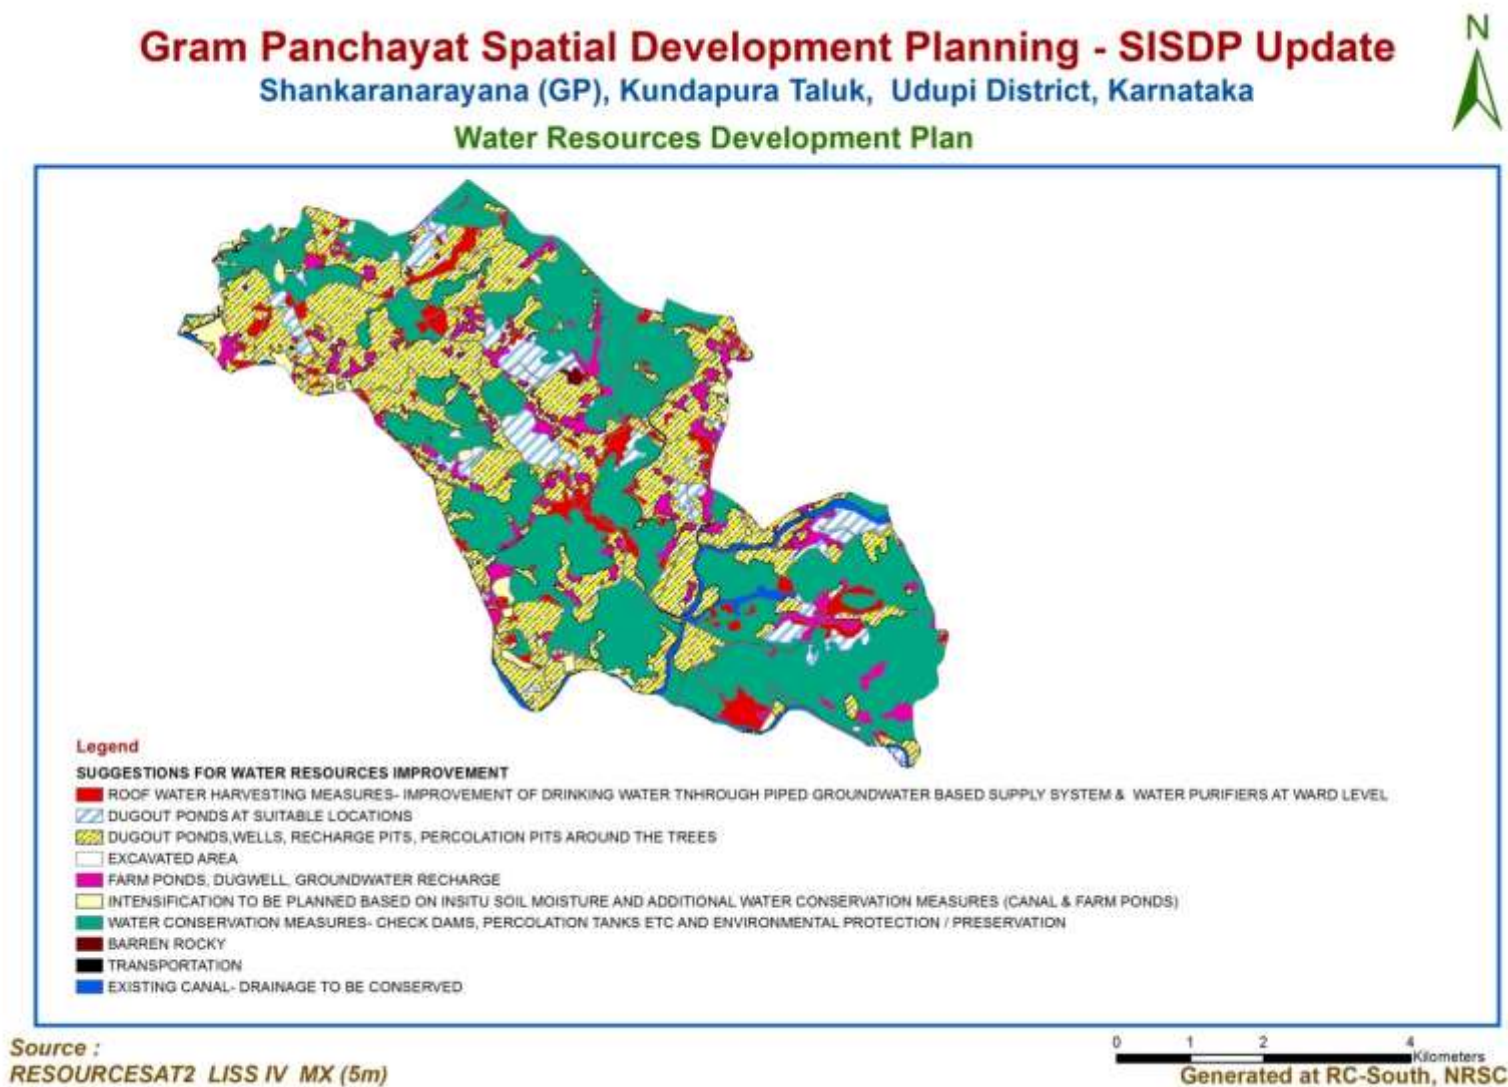 Gram Panchayat Spatial Development Planning - SISDP Update
N
Shankaranarayana (GP), Kundapura Taluk, Udupi District, Karnataka
Water Resources Development Plan
Legend
SUGGESTIONS FOR WATER RESOURCES IMPROVEMENT
ROOF WATER HARVESTING MEASURES- IMPROVEMENT OF DRINKING WATER TNHROUGH PIPED GROUNDWATER BASED SUPPLY SYSTEM & WATER PURIFIERS AT WARD LEVEL
DUGOUT PONDS AT SUITABLE LOCATIONS
DUGOUT PONDS,WELLS, RECHARGE PITS, PERCOLATION PITS AROUND THE TREES
EXCAVATED AREA
FARM PONDS, DUGWELL, GROUNDWATER RECHARGE
INTENSIFICATION TO BE PLANNED BASED ON INSITU SOIL MOISTURE AND ADDITIONAL WATER CONSERVATION MEASURES (CANAL & FARM PONDS)
WATER CONSERVATION MEASURES- CHECK DAMS, PERCOLATION TANKS ETC AND ENVIRONMENTAL PROTECTION / PRESERVATION
BARREN ROCKY
TRANSPORTATION
EXISTING CANAL- DRAINAGE TO BE CONSERVED
Source :
RESOURCESAT2 LISS IV MX (5m)
0 1 2 4
Kilometers
Generated at RC-South, NRSC